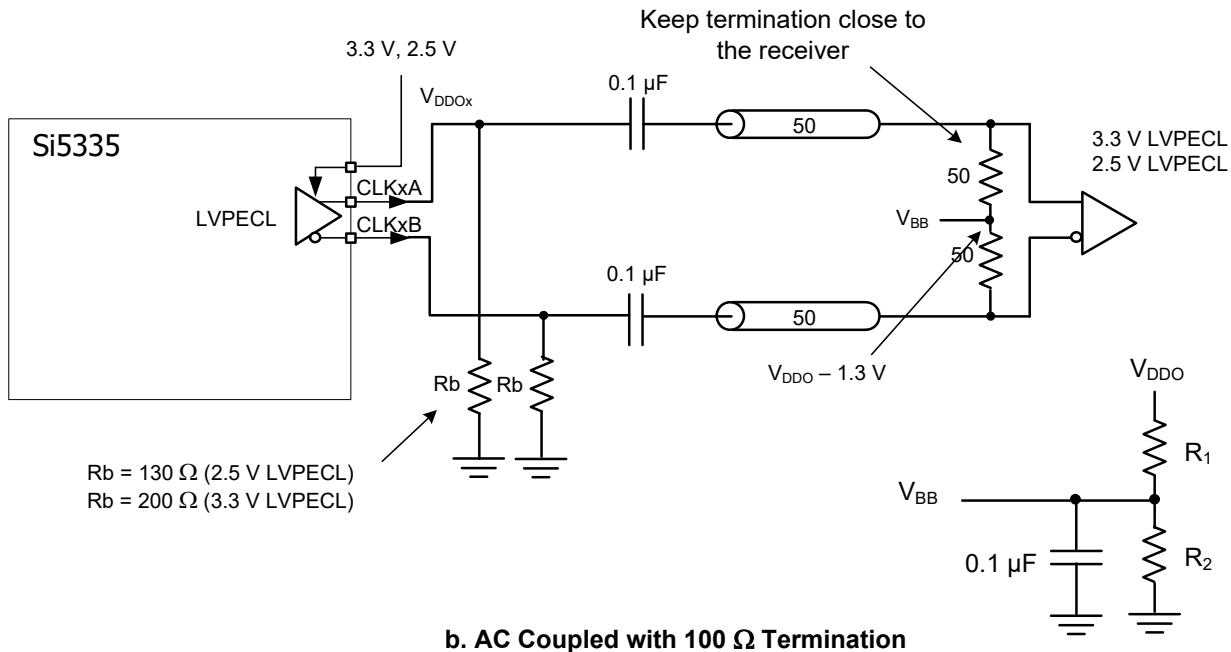 Keep termination close to
the receiver
3.3 V, 2.5 V
0.1 µF
VDDOx
50
Si5335
3.3 V LVPECL
2.5 V LVPECL
CLKxA
50
LVPECL
CLKxB
VBB
0.1 µF
50
50
Rb
Rb
VDDO – 1.3 V
VDDO
Rb = 130 Ω (2.5 V LVPECL)
Rb = 200 Ω (3.3 V LVPECL)
R1
VBB
0.1 µF
R2
b. AC Coupled with 100 Ω Termination